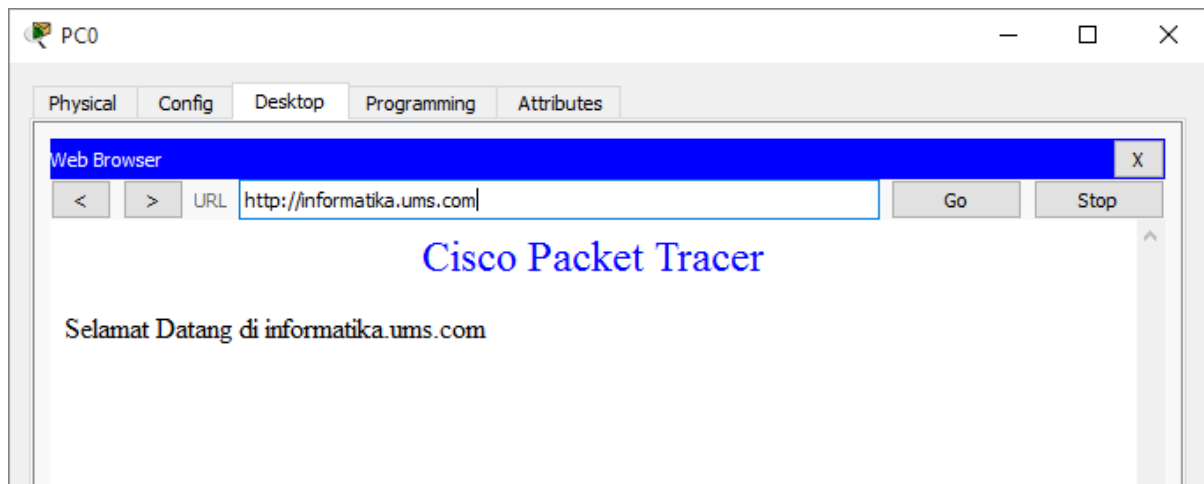 PC0
Physical Config Desktop Programming Attributes
Web Browser X
< > URL http://informatika.ums.com Go Stop
Cisco Packet Tracer
Selamat Datang di informatika.ums.com